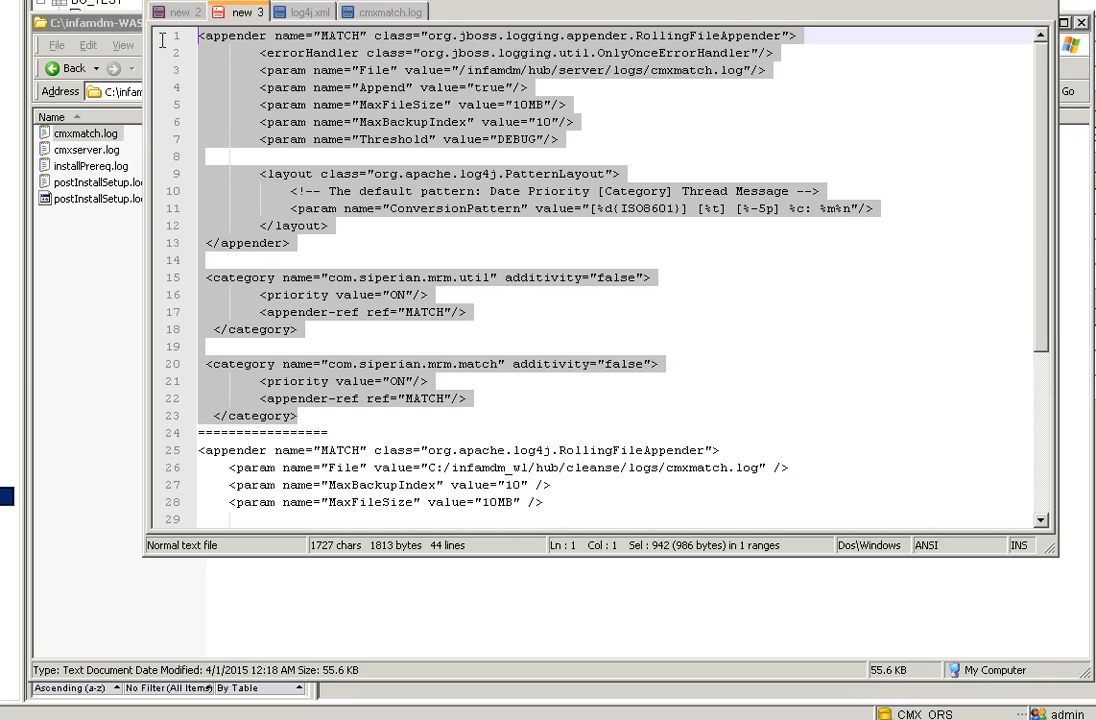 BO_TEST
C:\infamdm-WAS
File Edit View
Back
Address C:\infam
Go
Name
cmxmatch.log
cmxserver.log
installPrereq.log
postInstallSetup.lo
postInstallSetup.lo
new 2 new 3 log4j.xml cmxmatch.log
1 <appender name="MATCH" class="org.jboss.logging.appender.RollingFileAppender">
2 <errorHandler class="org.jboss.logging.util.OnlyOnceErrorHandler"/>
3 <param name="File" value="/infamdm/hub/server/logs/cmxmatch.log"/>
4 <param name="Append" value="true"/>
5 <param name="MaxFileSize" value="10MB"/>
6 <param name="MaxBackupIndex" value="10"/>
7 <param name="Threshold" value="DEBUG"/>
8
9 <layout class="org.apache.log4j.PatternLayout">
10 <!-- The default pattern: Date Priority [Category] Thread Message -->
11 <param name="ConversionPattern" value="[%d{ISO8601}] [%t] [%-5p] %c: %m%n"/>
12 </layout>
13 </appender>
14
15 <category name="com.siperian.mrm.util" additivity="false">
16 <priority value="ON"/>
17 <appender-ref ref="MATCH"/>
18 </category>
19
20 <category name="com.siperian.mrm.match" additivity="false">
21 <priority value="ON"/>
22 <appender-ref ref="MATCH"/>
23 </category>
24 =================
25 <appender name="MATCH" class="org.apache.log4j.RollingFileAppender">
26 <param name="File" value="C:/infamdm_wl/hub/cleanse/logs/cmxmatch.log" />
27 <param name="MaxBackupIndex" value="10" />
28 <param name="MaxFileSize" value="10MB" />
29
Normal text file 1727 chars 1813 bytes 44 lines Ln : 1 Col : 1 Sel : 942 (986 bytes) in 1 ranges Dos\Windows ANSI INS
Type: Text Document Date Modified: 4/1/2015 12:18 AM Size: 55.6 KB 55.6 KB My Computer
Ascending (a-z) No Filter(All Items) By Table
CMX_ORS admin